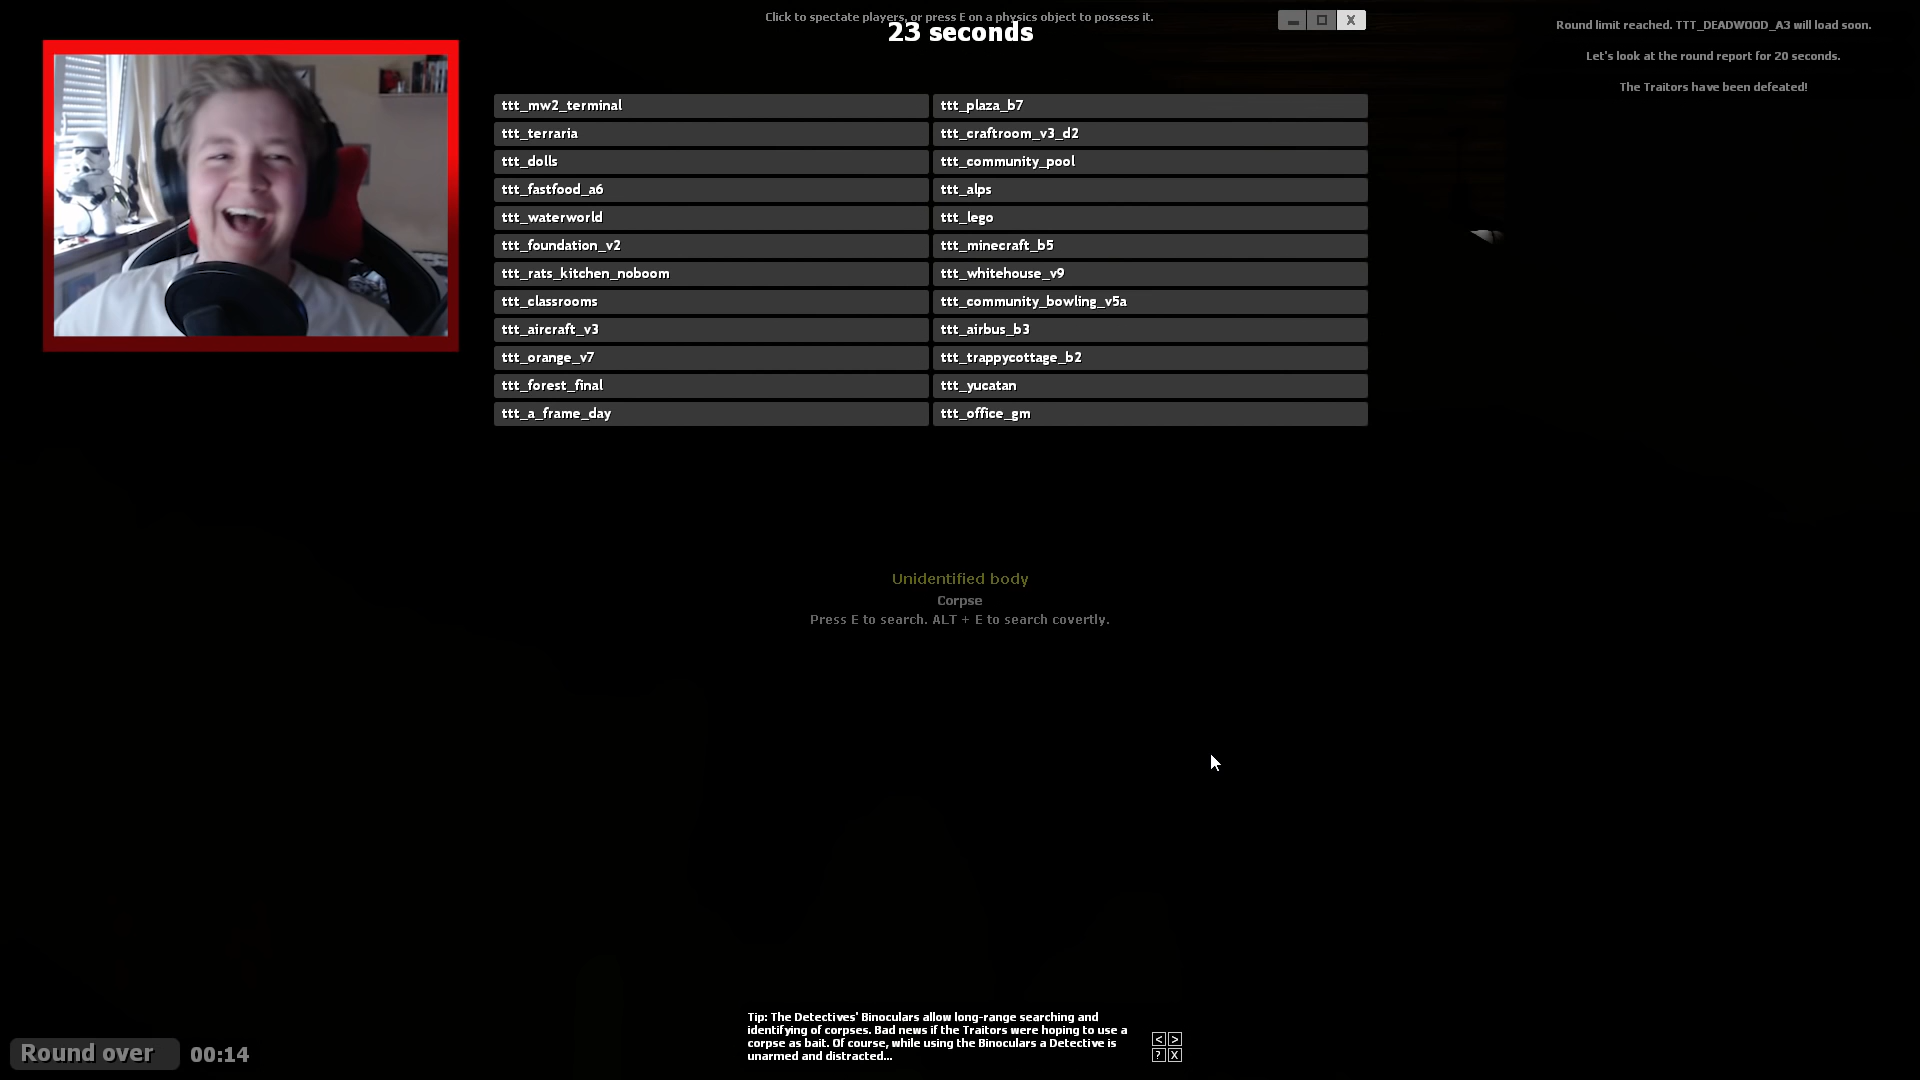 Click to spectate players, or press E on a physics object to possess it.
23 seconds
X
Round limit reached. TTT_DEADWOOD_A3 will load soon.
Let's look at the round report for 20 seconds.
The Traitors have been defeated!
ttt_mw2_terminal
ttt_plaza_b7
ttt_terraria
ttt_craftroom_v3_d2
ttt_dolls
ttt_community_pool
ttt_fastfood_a6
ttt_alps
ttt_waterworld
ttt_lego
ttt_foundation_v2
ttt_minecraft_b5
ttt_rats_kitchen_noboom
ttt_whitehouse_v9
ttt_classrooms
ttt_community_bowling_v5a
ttt_aircraft_v3
ttt_airbus_b3
ttt_orange_v7
ttt_trappycottage_b2
ttt_forest_final
ttt_yucatan
ttt_a_frame_day
ttt_office_gm
Unidentified body
Corpse
Press E to search. ALT + E to search covertly.
Tip: The Detectives' Binoculars allow long-range searching and
identifying of corpses. Bad news if the Traitors were hoping to use a
corpse as bait. Of course, while using the Binoculars a Detective is
unarmed and distracted...
< >
? X
Round over 00:14